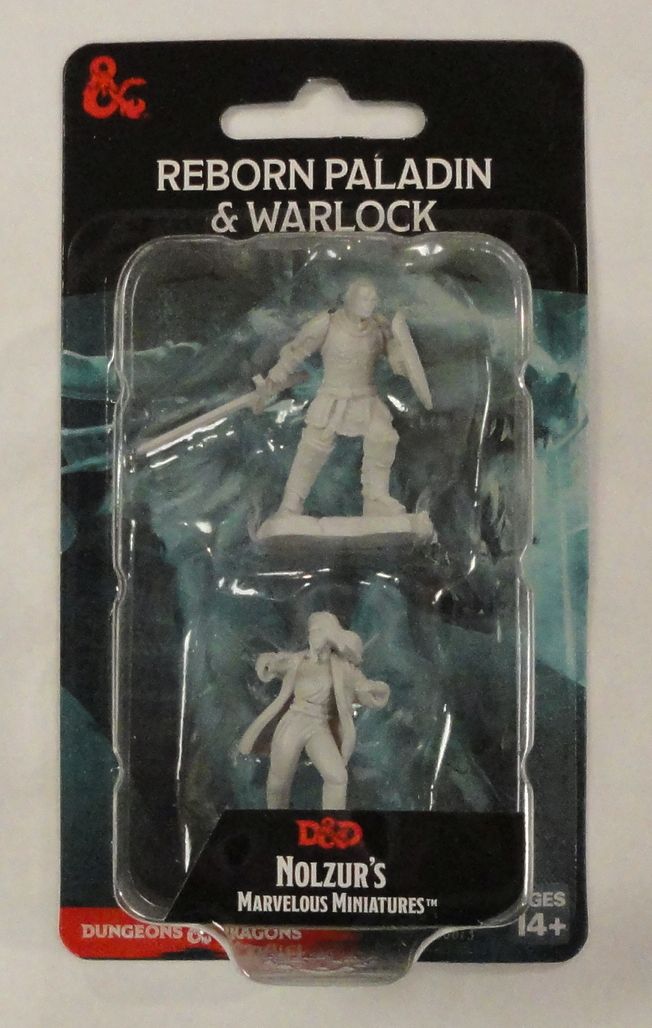 REBORN PALADIN
& WARLOCK
D&D
NOLZUR'S
MARVELOUS MINIATURES™
DUNGEONS & DRAGONS
AGES
14+